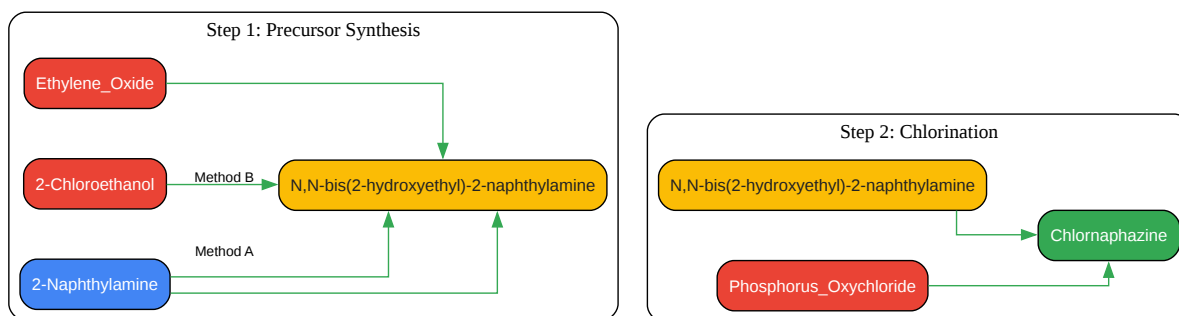 Step 1: Precursor Synthesis
Ethylene_Oxide
2-Chloroethanol
Method B
N,N-bis(2-hydroxyethyl)-2-naphthylamine
Method A
2-Naphthylamine
Step 2: Chlorination
N,N-bis(2-hydroxyethyl)-2-naphthylamine
Chlornaphazine
Phosphorus_Oxychloride